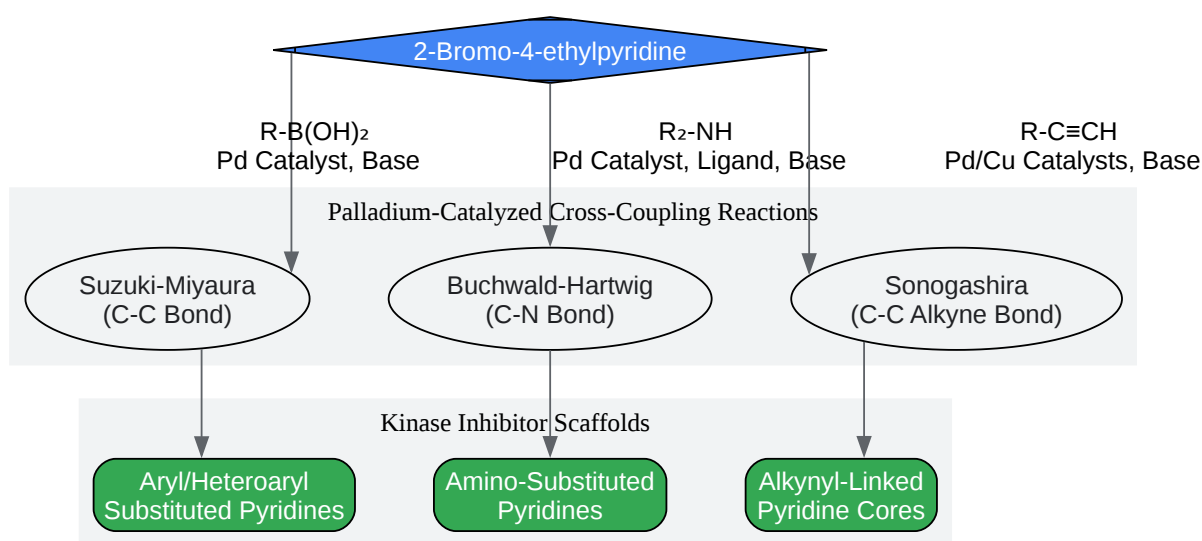 2-Bromo-4-ethylpyridine
R-B(OH)₂
Pd Catalyst, Base
R₂-NH
Pd Catalyst, Ligand, Base
R-C≡CH
Pd/Cu Catalysts, Base
Palladium-Catalyzed Cross-Coupling Reactions
Suzuki-Miyaura
(C-C Bond)
Buchwald-Hartwig
(C-N Bond)
Sonogashira
(C-C Alkyne Bond)
Kinase Inhibitor Scaffolds
Aryl/Heteroaryl
Substituted Pyridines
Amino-Substituted
Pyridines
Alkynyl-Linked
Pyridine Cores